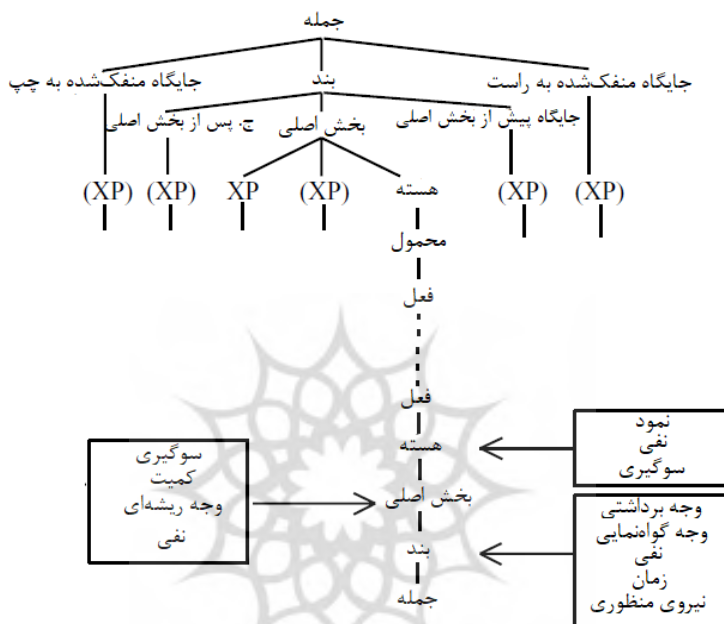 جمله
جایگاه منفک‌شده به راست
بند
جایگاه منفک‌شده به چپ
جایگاه پیش از بخش اصلی
بخش اصلی
ج. پس از بخش اصلی
(XP) (XP) XP (XP) هسته (XP) (XP)
محمول
فعل
فعل
هسته
بخش اصلی
بند
جمله
نمود
نفی
سوگیری
سوگیری
کمیت
وجه ریشه‌ای
نفی
وجه برداشتی
وجه گواه‌نمایی
نفی
زمان
نیروی منظوری